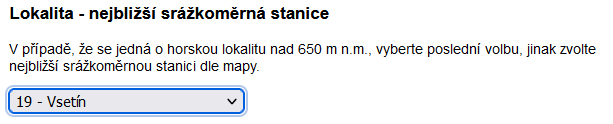 Lokalita - nejbližší srážkoměrná stanice
V případě, že se jedná o horskou lokalitu nad 650 m n.m., vyberte poslední volbu, jinak zvolte
nejbližší srážkoměrnou stanici dle mapy.
19 - Vsetín